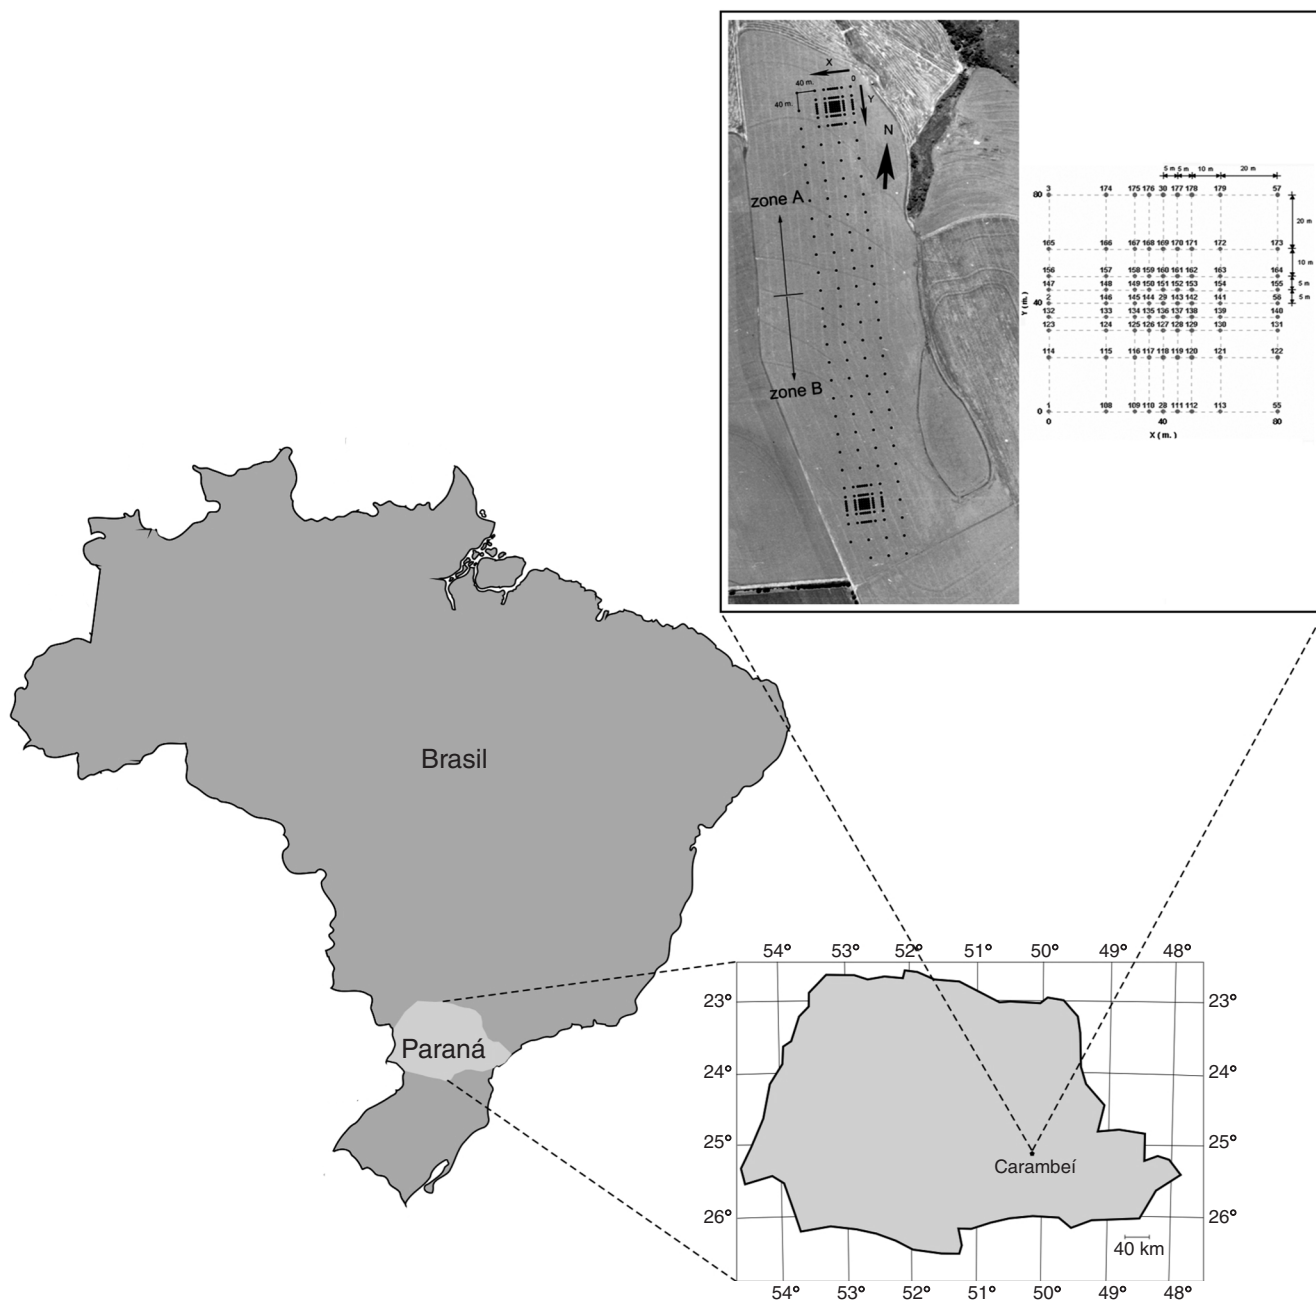 X
0
40 m.
40 m.
Y
N
zone A
zone B
5 m 5 m 10 m 20 m
3 174 175 176 30 177 178 179 57
80
20 m
165 166 167 168 169 170 171 172 173
10 m
156 157 158 159 160 161 162 163 164
5 m
147 148 149 150 151 152 153 154 155
5 m
2 146 145 144 29 143 142 141 56
40
Y (m.)
132 133 134 135 136 137 138 139 140
123 124 125 126 127 128 129 130 131
114 115 116 117 118 119 120 121 122
1 108 109 110 28 111 112 113 55
0
0 40 80
X (m.)
Brasil
Paraná
54° 53° 52° 51° 50° 49° 48°
23° 23°
24° 24°
25° 25°
Carambeí
26° 26°
40 km
54° 53° 52° 51° 50° 49° 48°